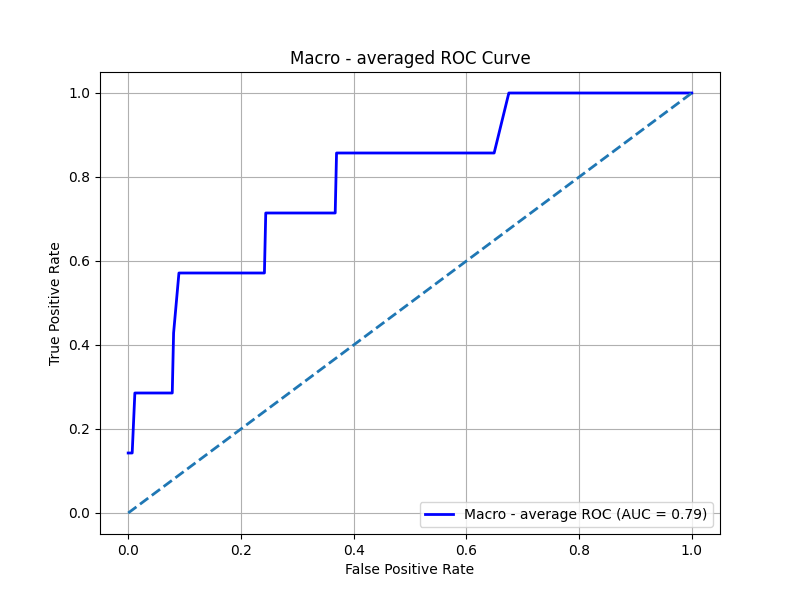 Macro - averaged ROC Curve
True Positive Rate
1.0
0.8
0.6
0.4
0.2
0.0
Macro - average ROC (AUC = 0.79)
0.0 0.2 0.4 0.6 0.8 1.0
False Positive Rate